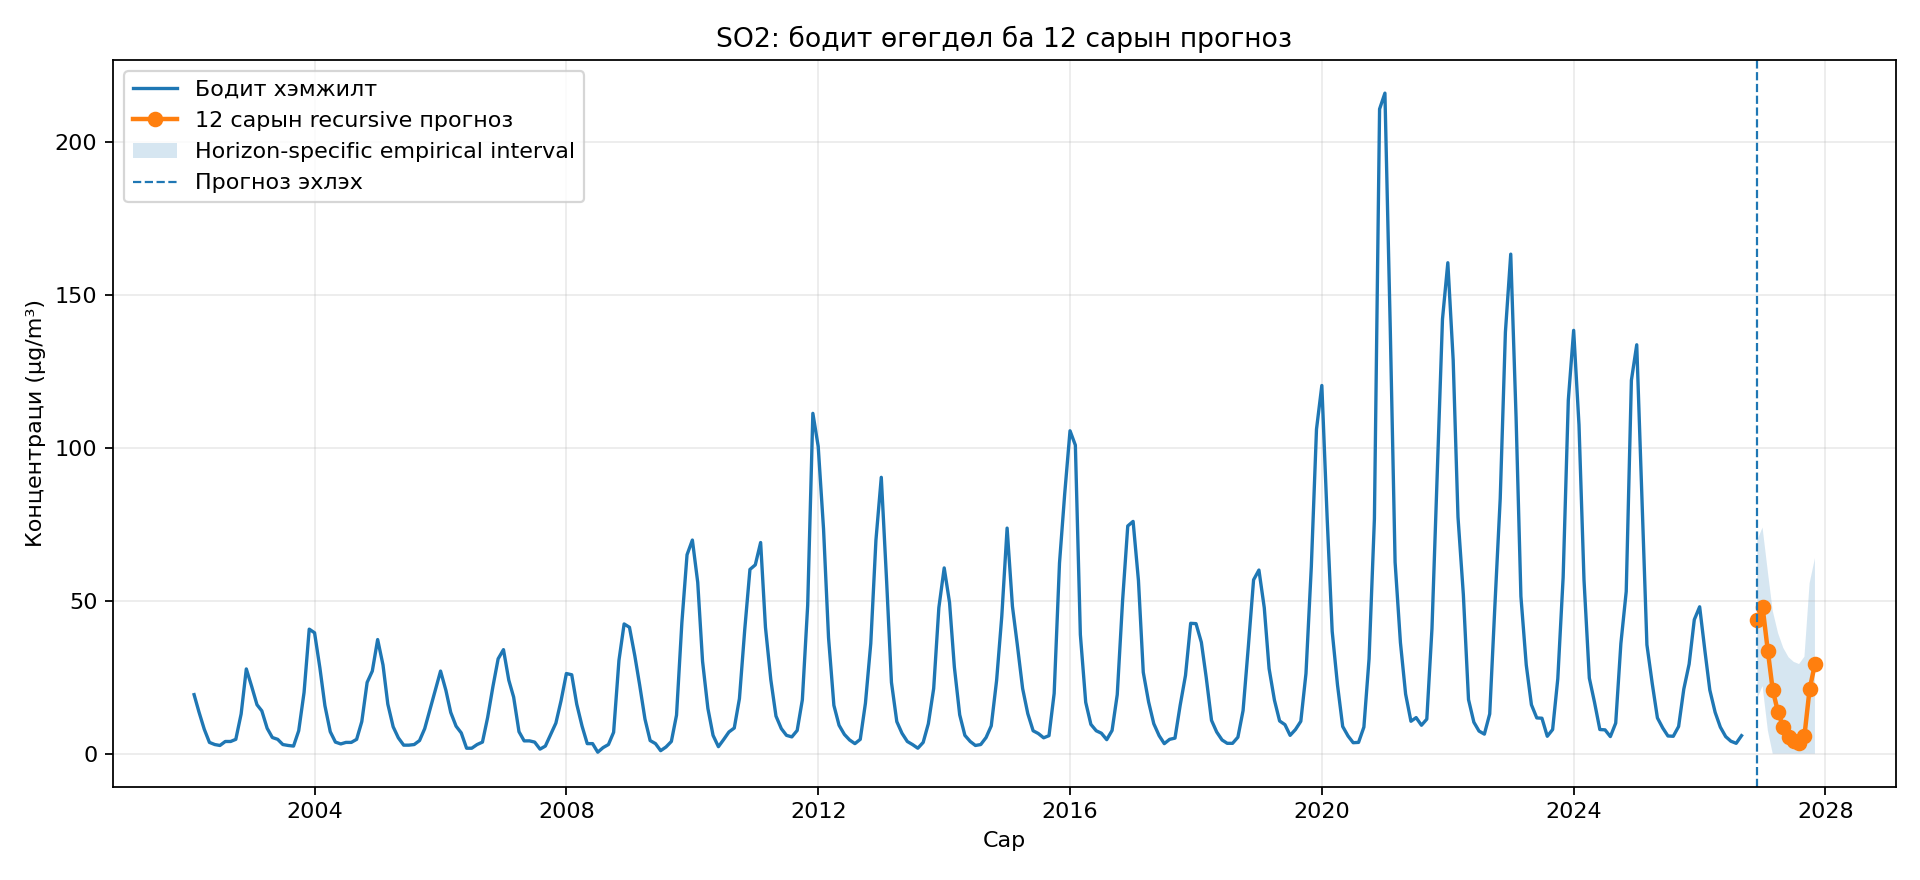 SO2: бодит өгөгдөл ба 12 сарын прогноз
Бодит хэмжилт
12 сарын recursive прогноз
Horizon-specific empirical interval
Прогноз эхлэх
Концентраци (µg/m³)
200
150
100
50
0
2004
2008
2012
2016
2020
2024
2028
Сар